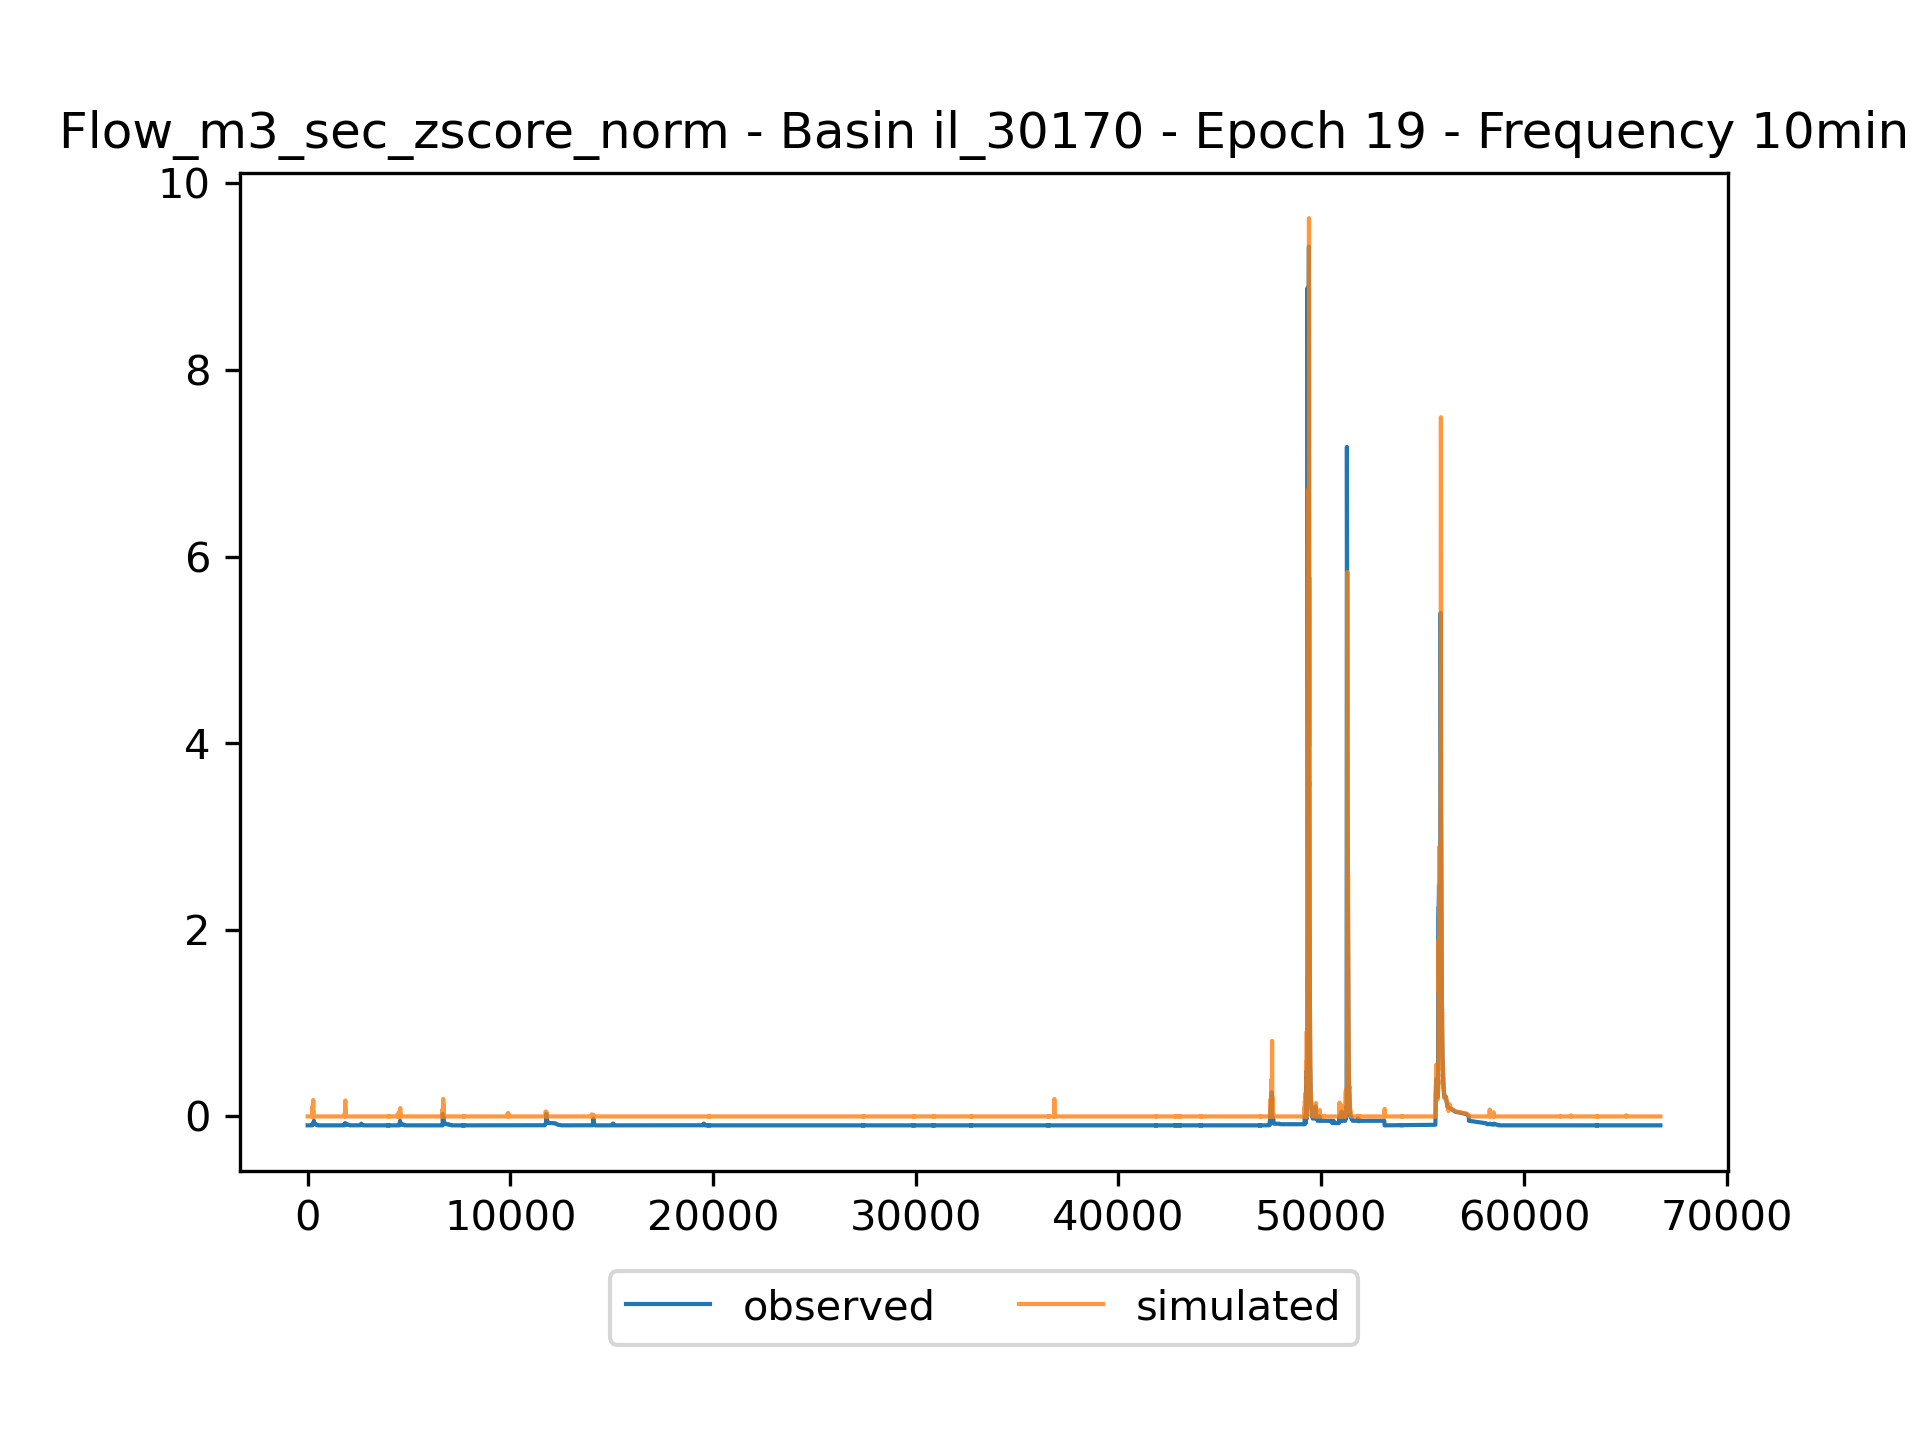 Flow_m3_sec_zscore_norm - Basin il_30170 - Epoch 19 - Frequency 10min
10
8
6
4
2
0
0 10000 20000 30000 40000 50000 60000 70000
observed simulated